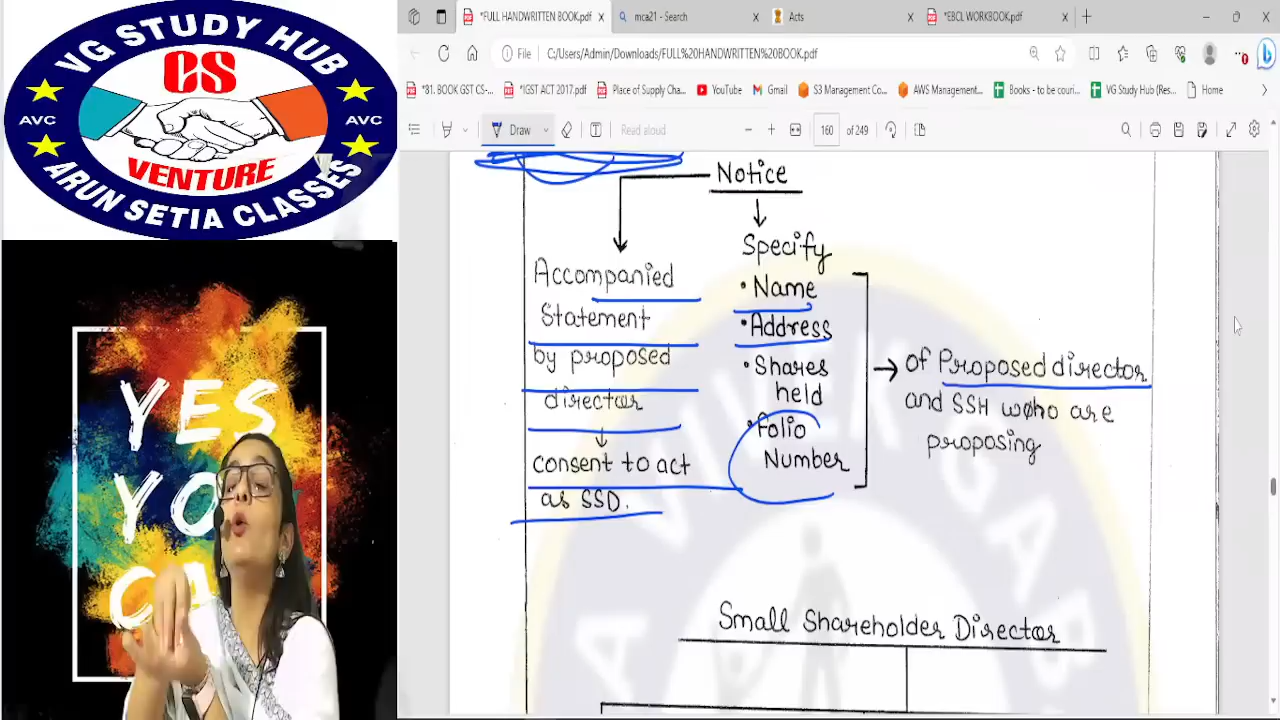 VG STUDY HUB
CS
AVC
AVC
VENTURE
ARUN SETIA CLASSES
YES
YO
CA
*FULL HANDWRITTEN BOOK.pdf
mca21 - Search
Acts
*EBCL WORKBOOK.pdf
File
C:/Users/Admin/Downloads/FULL%20HANDWRITTEN%20BOOK.pdf
*81. BOOK GST CS-...
*IGST ACT 2017.pdf
Place of Supply Cha...
YouTube
Gmail
S3 Management Co...
AWS Management...
Books - to be uturi...
VG Study Hub (Res...
Home
Draw
Read aloud
160
of 249
Notice
Accompanied
Statement
by proposed
director
consent to act
as SSD.
Specify
• Name
• Address
• Shares
held
• Folio
Number
of Proposed director
and SSH who are
proposing
Small Shareholder Director